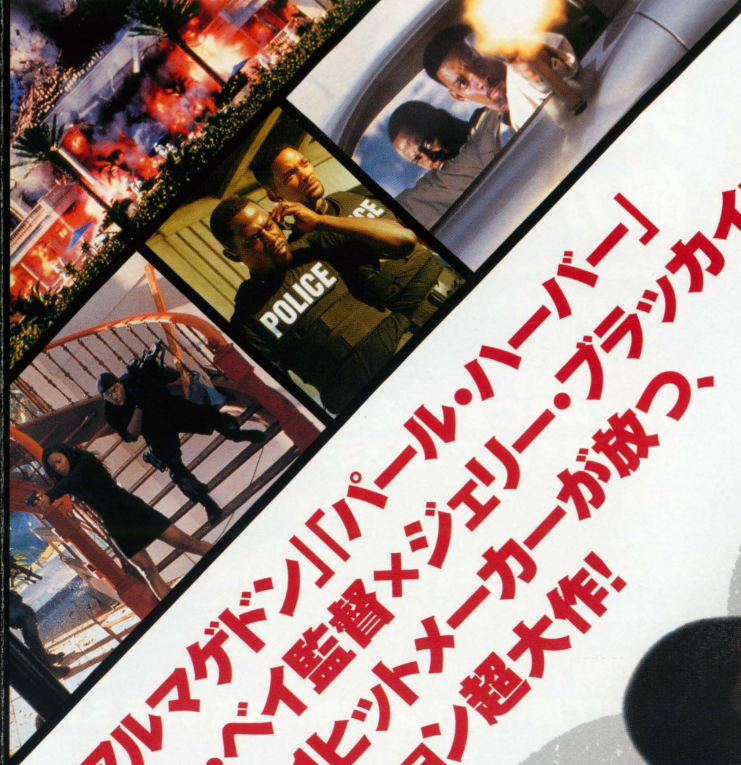 アルマゲドン」「パール・ハーバー」
・ベイ監督×ジェリー・ブラッカイ
ヒットメーカーが放つ、
ョン超大作!
POLICE
CE